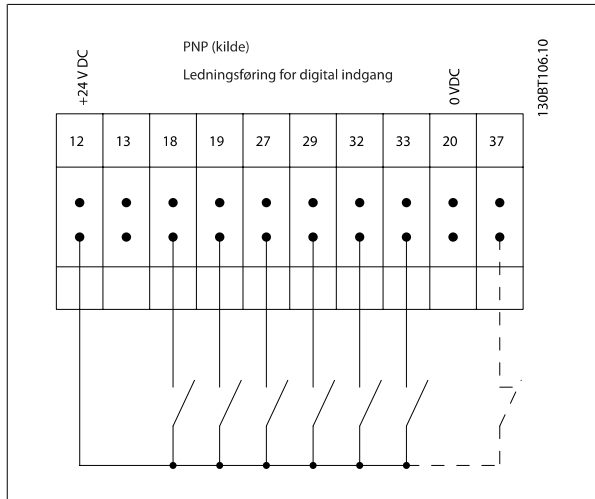 PNP (kilde)
Ledningsføring for digital indgang
+24 V DC
0 VDC
130BT106.10
12 13 18 19 27 29 32 33 20 37